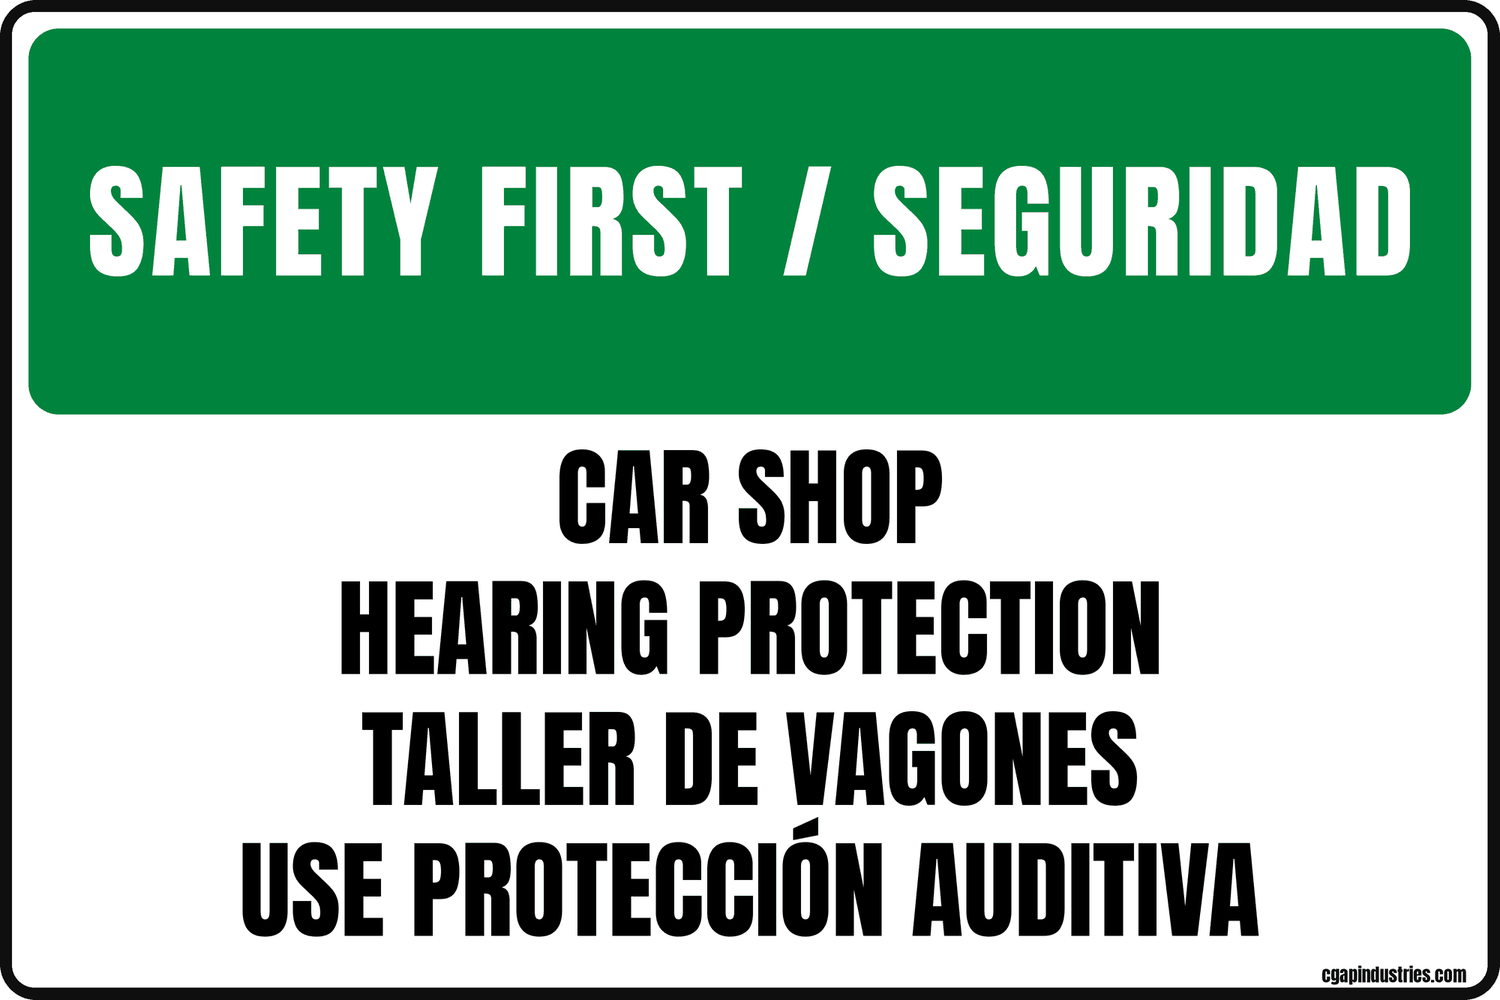 SAFETY FIRST / SEGURIDAD
CAR SHOP
HEARING PROTECTION
TALLER DE VAGONES
USE PROTECCIÓN AUDITIVA
cgapindustries.com